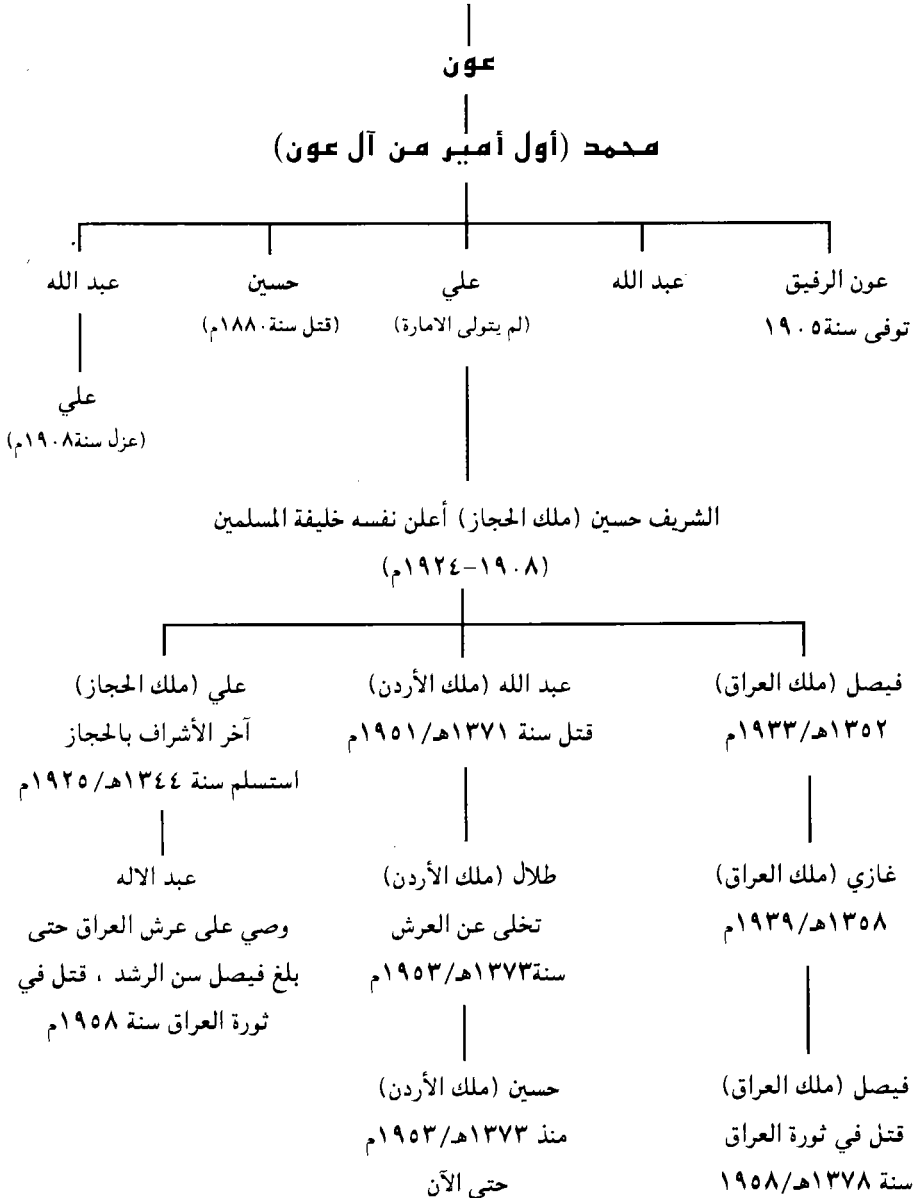 عون
محمد (أول أمير من آل عون)
عون الرفيق
توفى سنة ١٩٠٥
عبد الله
علي
(لم يتولى الامارة)
حسين
(قتل سنة ١٨٨٠م)
عبد الله
علي
(عزل سنة ١٩٠٨م)
الشريف حسين (ملك الحجاز) أعلن نفسه خليفة المسلمين
(١٩٠٨-١٩٢٤م)
فيصل (ملك العراق)
١٣٥٢هـ/١٩٣٣م
عبد الله (ملك الأردن)
قتل سنة ١٣٧١هـ/١٩٥١م
علي (ملك الحجاز)
آخر الأشراف بالحجاز
استسلم سنة ١٣٤٤هـ/١٩٢٥م
غازي (ملك العراق)
١٣٥٨هـ/١٩٣٩م
طلال (ملك الأردن)
تخلى عن العرش
سنة١٣٧٣هـ/١٩٥٣م
عبد الاله
وصي على عرش العراق حتى
بلغ فيصل سن الرشد ، قتل في
ثورة العراق سنة ١٩٥٨م
فيصل (ملك العراق)
قتل في ثورة العراق
سنة ١٣٧٨هـ/١٩٥٨
حسين (ملك الأردن)
منذ ١٣٧٣هـ/١٩٥٣م
حتى الآن